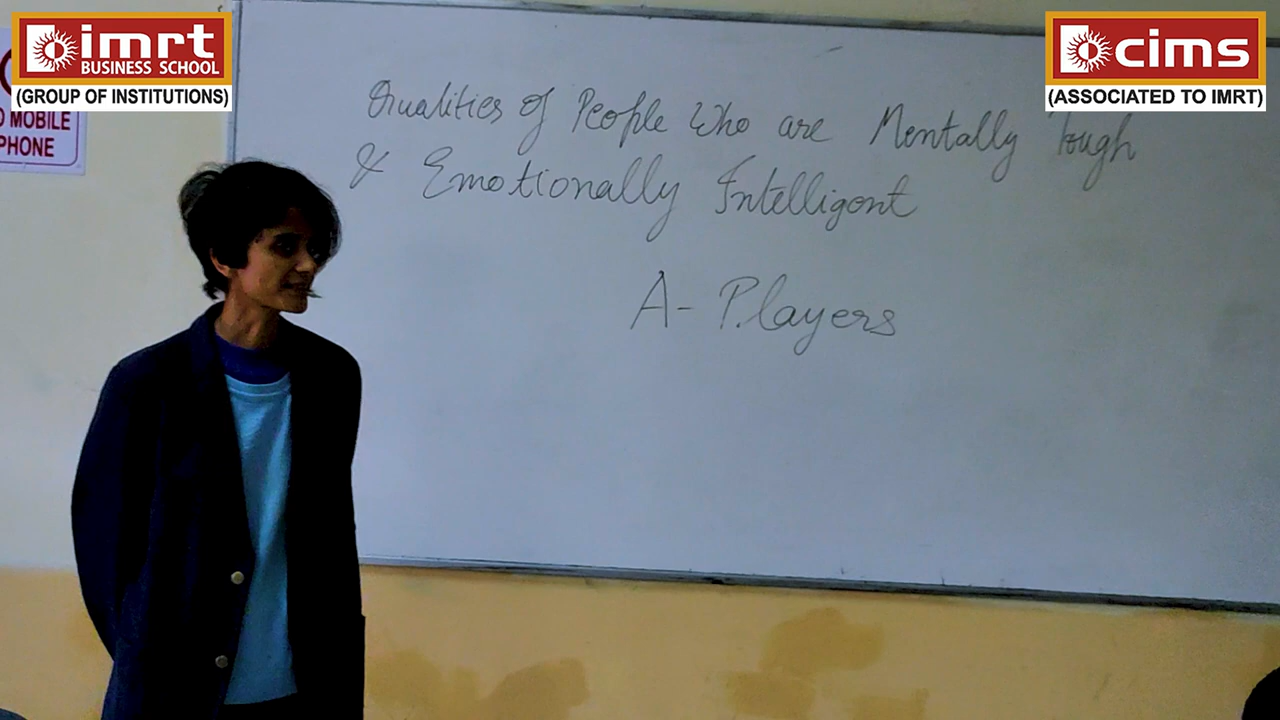 imrt
BUSINESS SCHOOL
(GROUP OF INSTITUTIONS)
cims
(ASSOCIATED TO IMRT)
MOBILE
PHONE
Qualities of People Who are Mentally Tough
& Emotionally Intelligent
A- Players